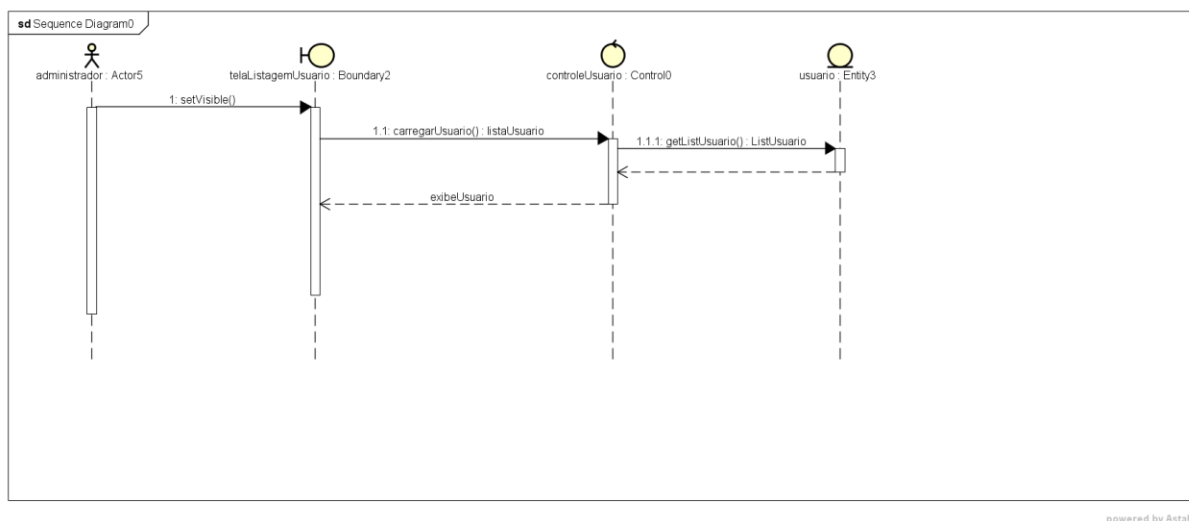 sd Sequence Diagram0
administrador : Actor5
telaListagemUsuario : Boundary2
controleUsuario : Control0
usuario : Entity3
1: setVisible()
1.1: carregarUsuario() : listaUsuario
1.1.1: getListUsuario() : ListUsuario
exibeUsuario
powered by Asta